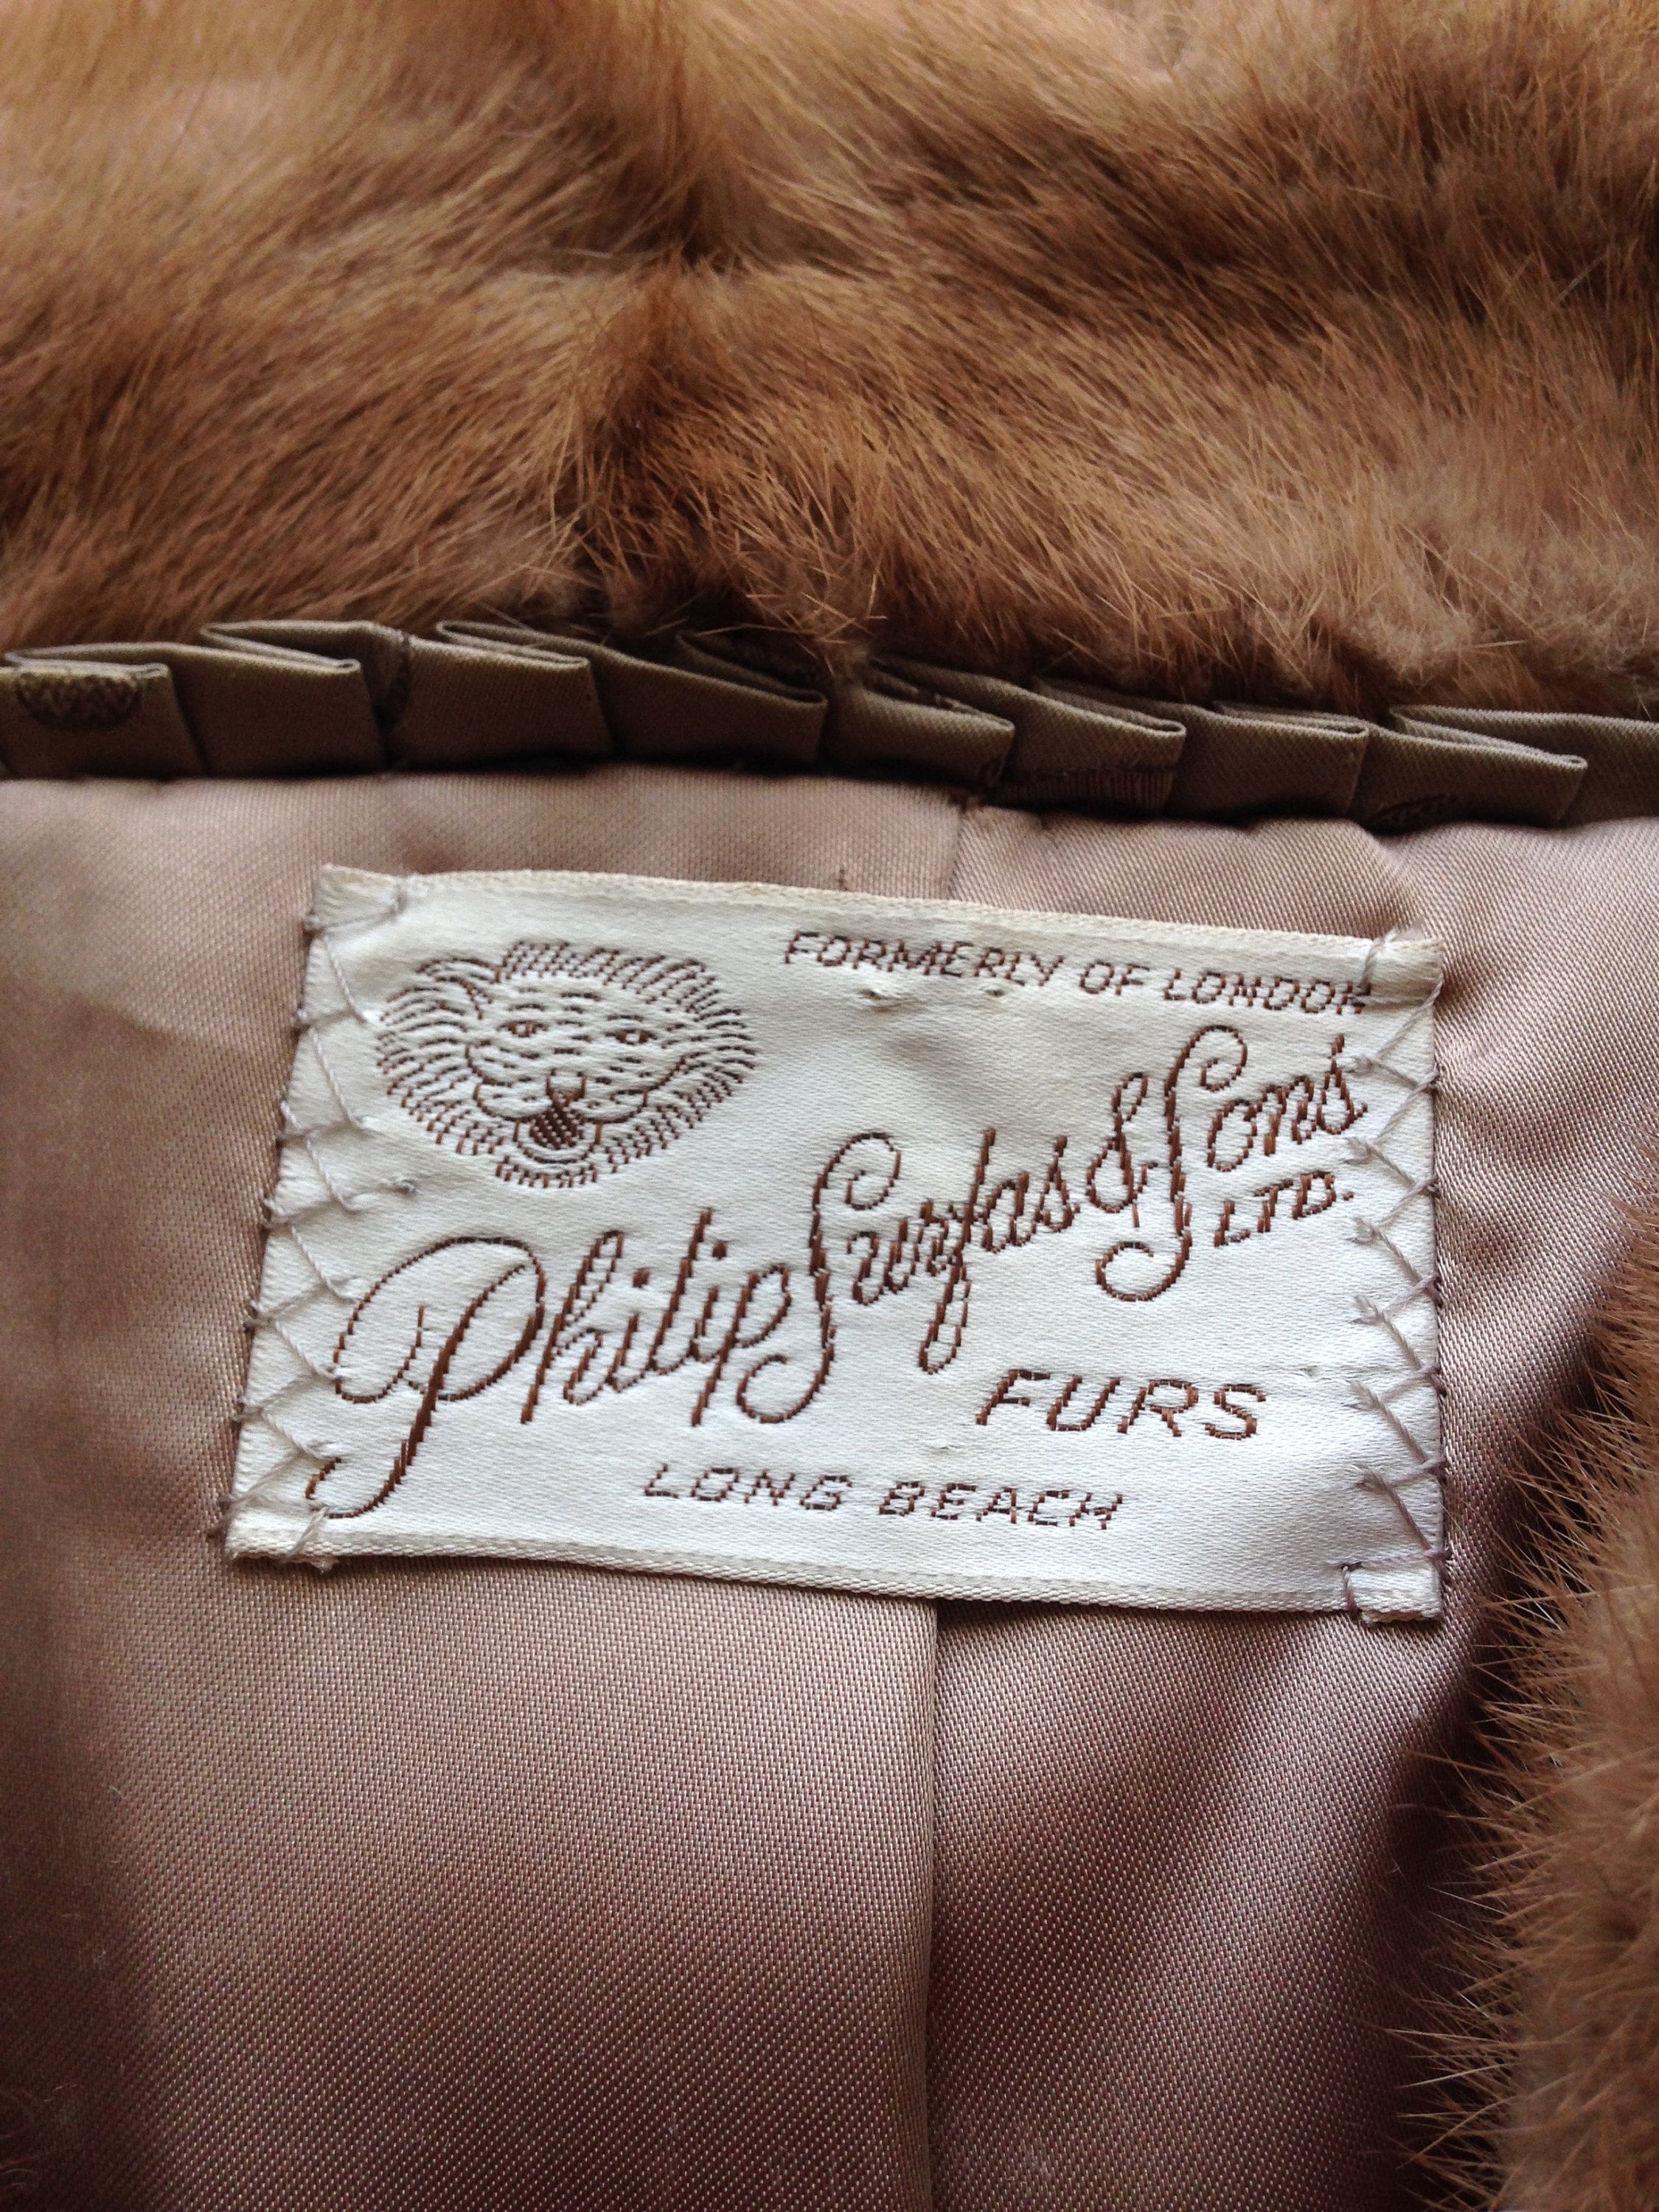 FORMERLY OF LONDON
Philip Surfas & Sons
LTD.
FURS
LONG BEACH